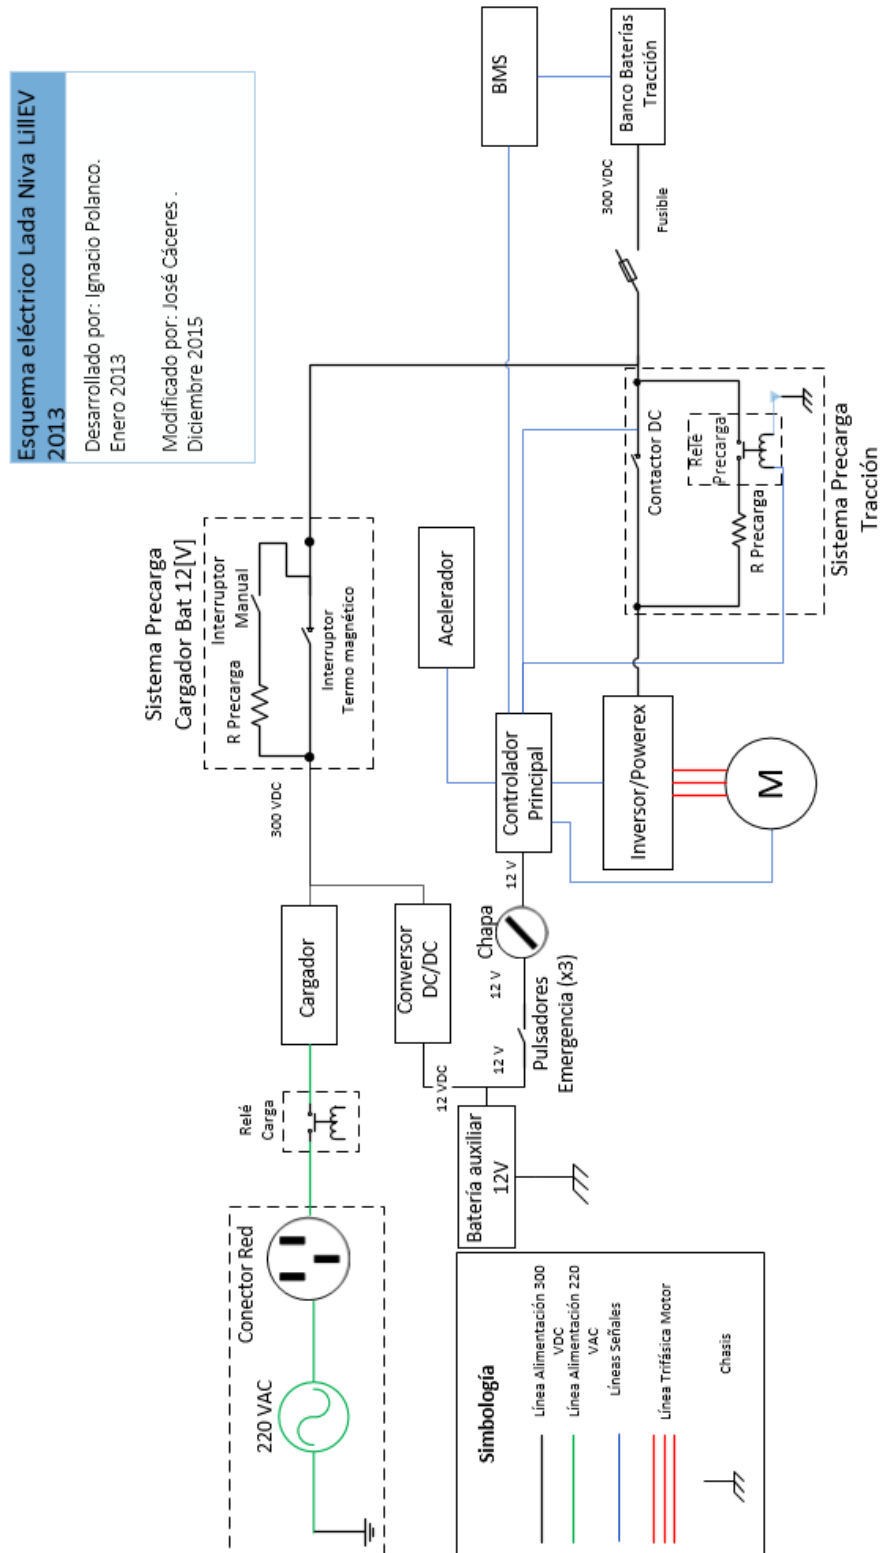 Esquema eléctrico Lada Niva LillEV
2013
Desarrollado por: Ignacio Polanco.
Enero 2013
Modificado por: José Cáceres .
Diciembre 2015
220 VAC
Conector Red
Relé
Carga
Cargador
300 VDC
Sistema Precarga
Cargador Bat 12[V]
R Precarga
Interruptor
Manual
Interruptor
Termo magnético
Conversor
DC/DC
12 VDC
Batería auxiliar
12V
12 V
Pulsadores
Emergencia (x3)
12 V
Chapa
12 V
Controlador
Principal
Acelerador
BMS
Banco Baterías
Tracción
300 VDC
Fusible
Contactor DC
Relé
Precarga
R Precarga
Sistema Precarga
Tracción
Inversor/Powerex
M
Simbología
Línea Alimentación 300
VDC
Línea Alimentación 220
VAC
Líneas Señales
Línea Trifásica Motor
Chasis